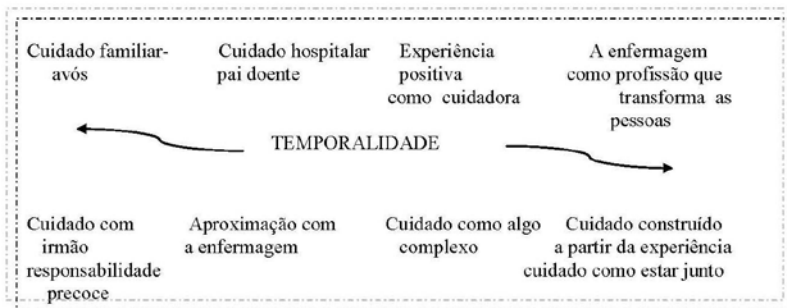 Cuidado familiar-
avós
Cuidado hospitalar
pai doente
Experiência
positiva
como cuidadora
A enfermagem
como profissão que
transforma as
pessoas
TEMPORALIDADE
Cuidado com
irmão
responsabilidade
precoce
Aproximação com
a enfermagem
Cuidado como algo
complexo
Cuidado construído
a partir da experiência
cuidado como estar junto